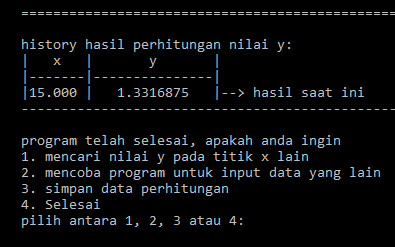 ================================================
history hasil perhitungan nilai y:
| x | y |
|-------|---------------|
|15.000 | 1.3316875 |--> hasil saat ini
------------------------------------------------
program telah selesai, apakah anda ingin
1. mencari nilai y pada titik x lain
2. mencoba program untuk input data yang lain
3. simpan data perhitungan
4. Selesai
pilih antara 1, 2, 3 atau 4: